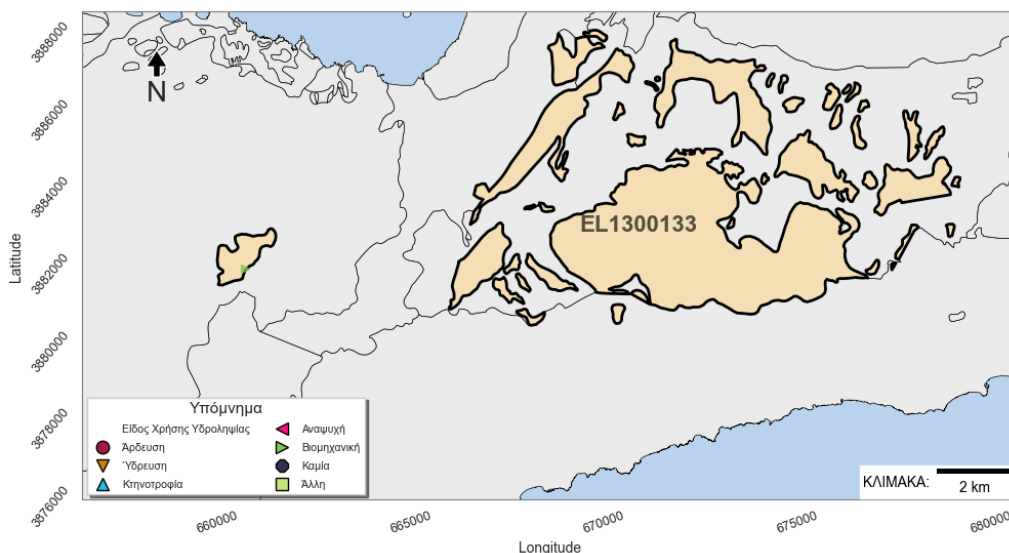 3888000
3886000
3884000
3882000
3880000
3878000
3876000
Latitude
N
EL1300133
Υπόμνημα
Είδος Χρήσης Υδροληψίας
Άρδευση
Ύδρευση
Κτηνοτροφία
Αναψυχή
Βιομηχανική
Καμία
Άλλη
ΚΛΙΜΑΚΑ:
2 km
660000
665000
670000
675000
680000
Longitude